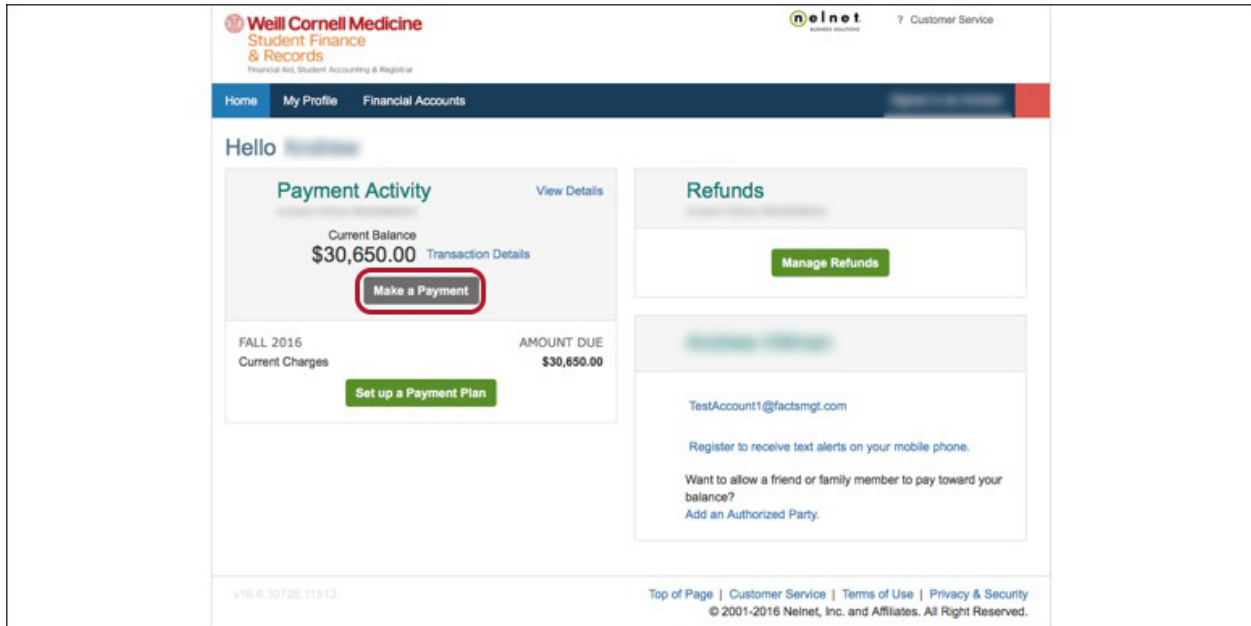 Weill Cornell Medicine
Student Finance
& Records
Financial Aid, Student Accounting & Registrar
nelnet
BUSINESS SOLUTIONS
? Customer Service
Home My Profile Financial Accounts
Hello
Payment Activity View Details
Current Balance
$30,650.00 Transaction Details
Make a Payment
FALL 2016 AMOUNT DUE
Current Charges $30,650.00
Set up a Payment Plan
Refunds
Manage Refunds
TestAccount1@factsmgt.com
Register to receive text alerts on your mobile phone.
Want to allow a friend or family member to pay toward your
balance?
Add an Authorized Party.
v16.6.10726.11513
Top of Page | Customer Service | Terms of Use | Privacy & Security
© 2001-2016 Nelnet, Inc. and Affiliates. All Right Reserved.